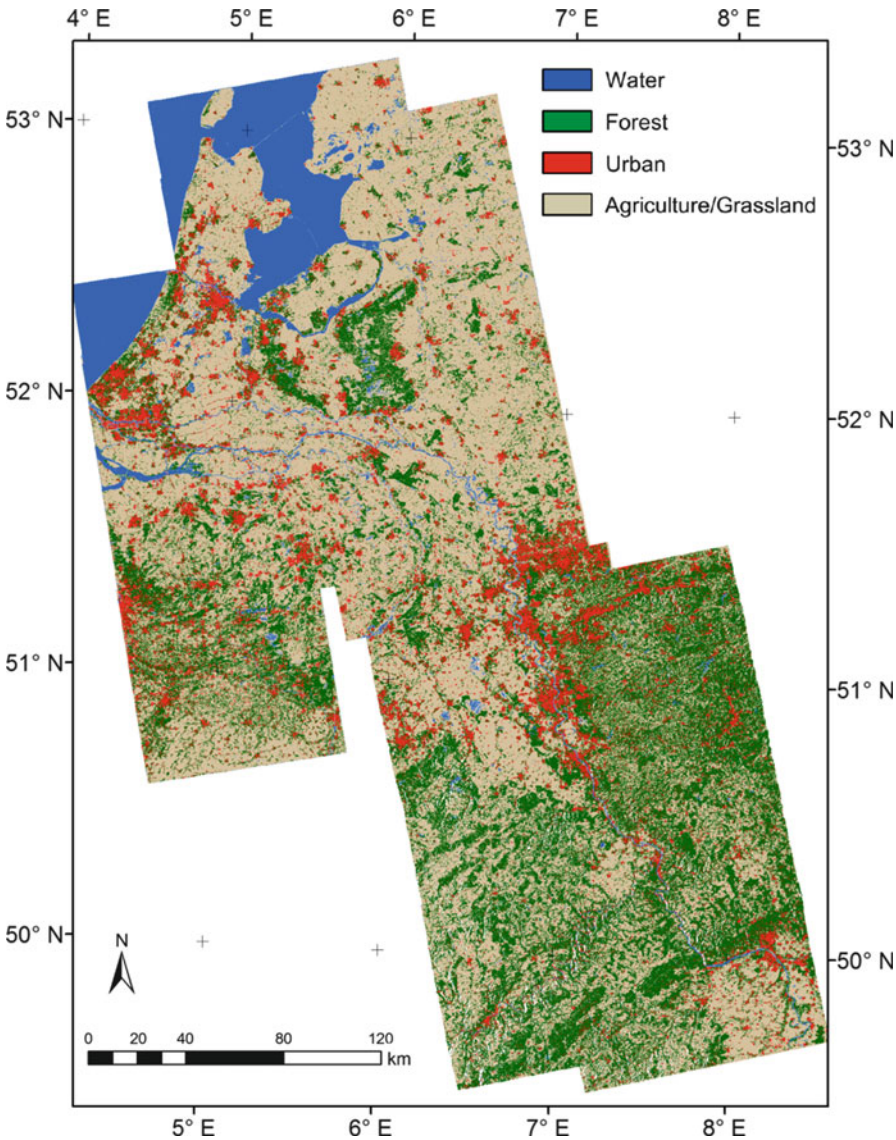 4° E 5° E 6° E 7° E 8° E
Water
Forest
Urban
Agriculture/Grassland
53° N
53° N
52° N
52° N
51° N
51° N
50° N
50° N
N
0 20 40 80 120
km
5° E 6° E 7° E 8° E